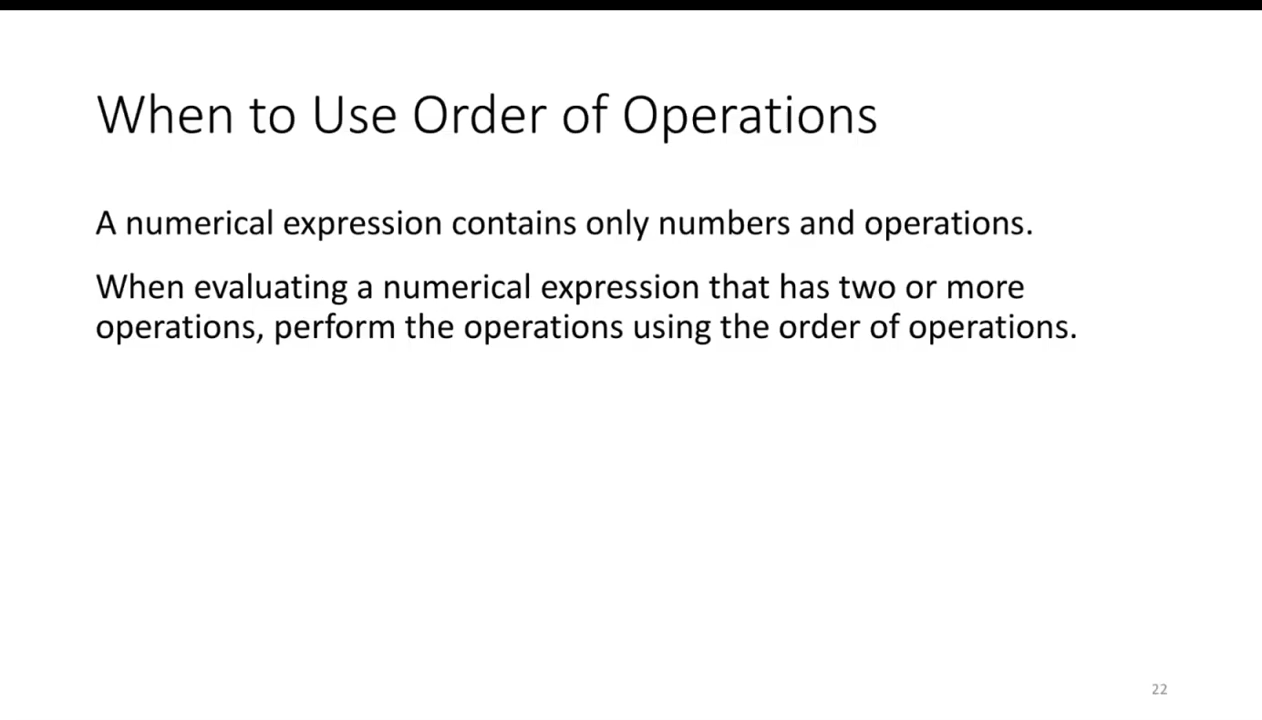 When to Use Order of Operations
A numerical expression contains only numbers and operations.
When evaluating a numerical expression that has two or more
operations, perform the operations using the order of operations.
22